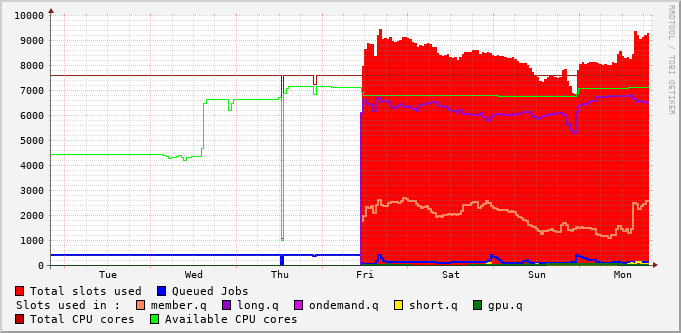 10000
9000
8000
7000
6000
5000
4000
3000
2000
1000
0
Tue Wed Thu Fri Sat Sun Mon
RRDTOOL / TOBI OETIKER
Total slots used Queued Jobs
Slots used in : member.q long.q ondemand.q short.q gpu.q
Total CPU cores Available CPU cores